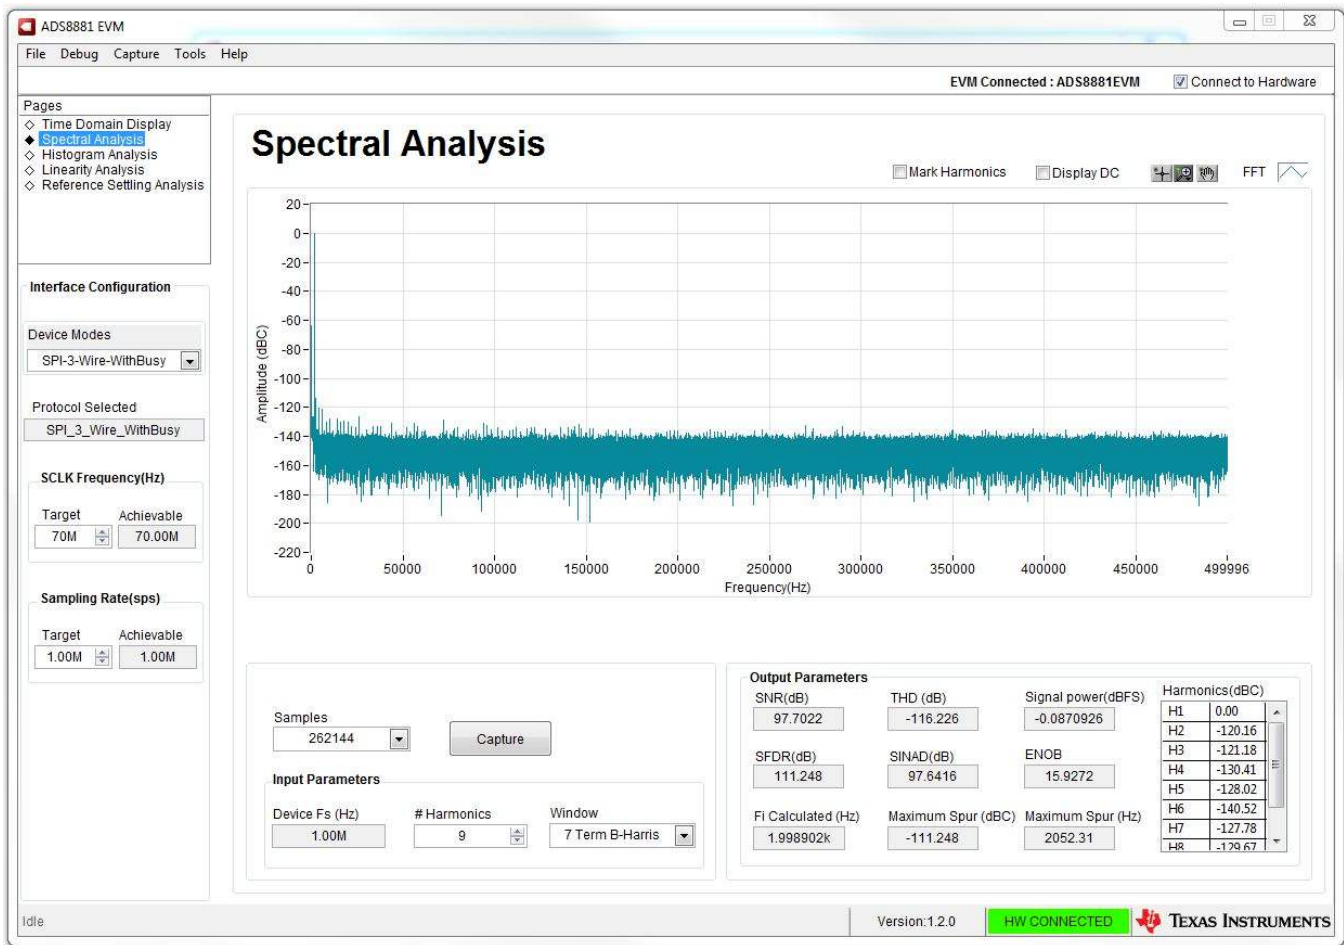 ADS8881 EVM
File Debug Capture Tools Help
EVM Connected : ADS8881EVM Connect to Hardware
Pages
Time Domain Display
Spectral Analysis
Histogram Analysis
Linearity Analysis
Reference Settling Analysis
Interface Configuration
Device Modes
SPI-3-Wire-WithBusy
Protocol Selected
SPI_3_Wire_WithBusy
SCLK Frequency(Hz)
Target Achievable
70M 70.00M
Sampling Rate(sps)
Target Achievable
1.00M 1.00M
Spectral Analysis
Mark Harmonics Display DC FFT
20
0
-20
-40
-60
-80
-100
-120
-140
-160
-180
-200
-220
Amplitude (dBC)
0 50000 100000 150000 200000 250000 300000 350000 400000 450000 499996
Frequency(Hz)
Samples
262144
Capture
Input Parameters
Device Fs (Hz) # Harmonics Window
1.00M 9 7 Term B-Harris
Output Parameters
SNR(dB) THD (dB) Signal power(dBFS)
97.7022 -116.226 -0.0870926
SFDR(dB) SINAD(dB) ENOB
111.248 97.6416 15.9272
Fi Calculated (Hz) Maximum Spur (dBC) Maximum Spur (Hz)
1.998902k -111.248 2052.31
Harmonics(dBC)
H1 0.00
H2 -120.16
H3 -121.18
H4 -130.41
H5 -128.02
H6 -140.52
H7 -127.78
H8 -129.67
Idle
Version:1.2.0
HW CONNECTED
TEXAS INSTRUMENTS